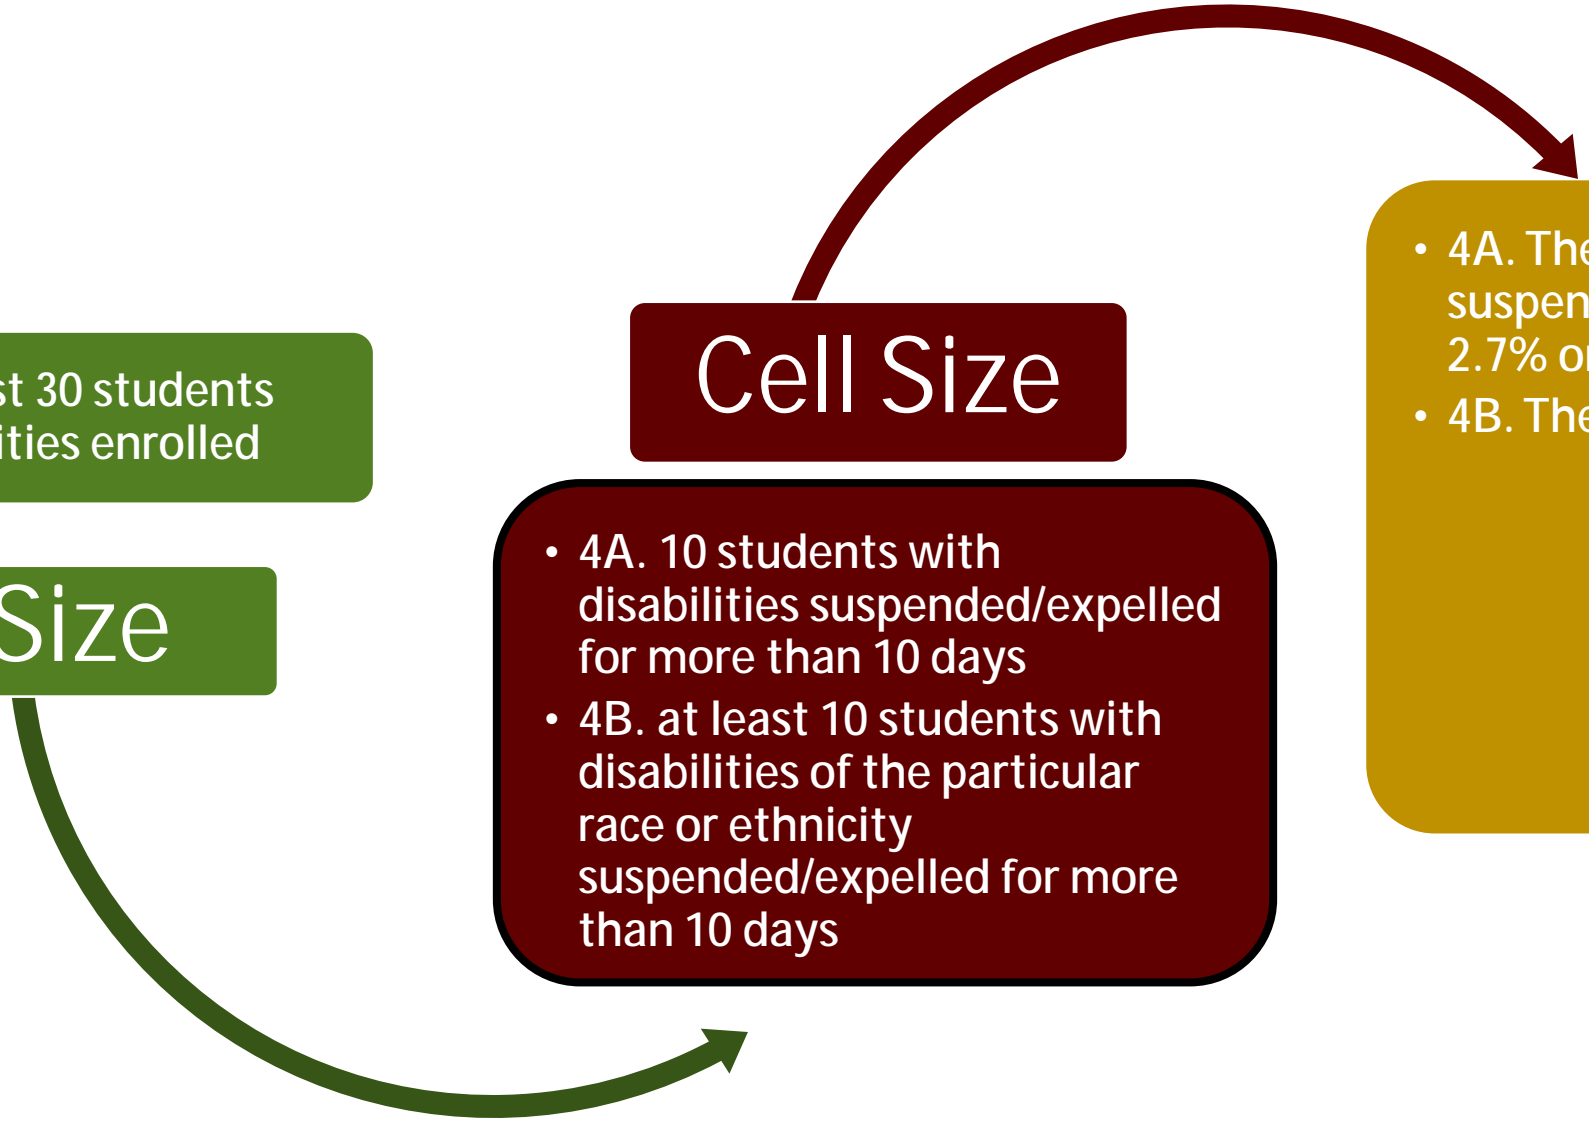 st 30 students
ities enrolled
Size
Cell Size
• 4A. 10 students with
disabilities suspended/expelled
for more than 10 days
• 4B. at least 10 students with
disabilities of the particular
race or ethnicity
suspended/expelled for more
than 10 days
• 4A. The
suspen
2.7% or
• 4B. The